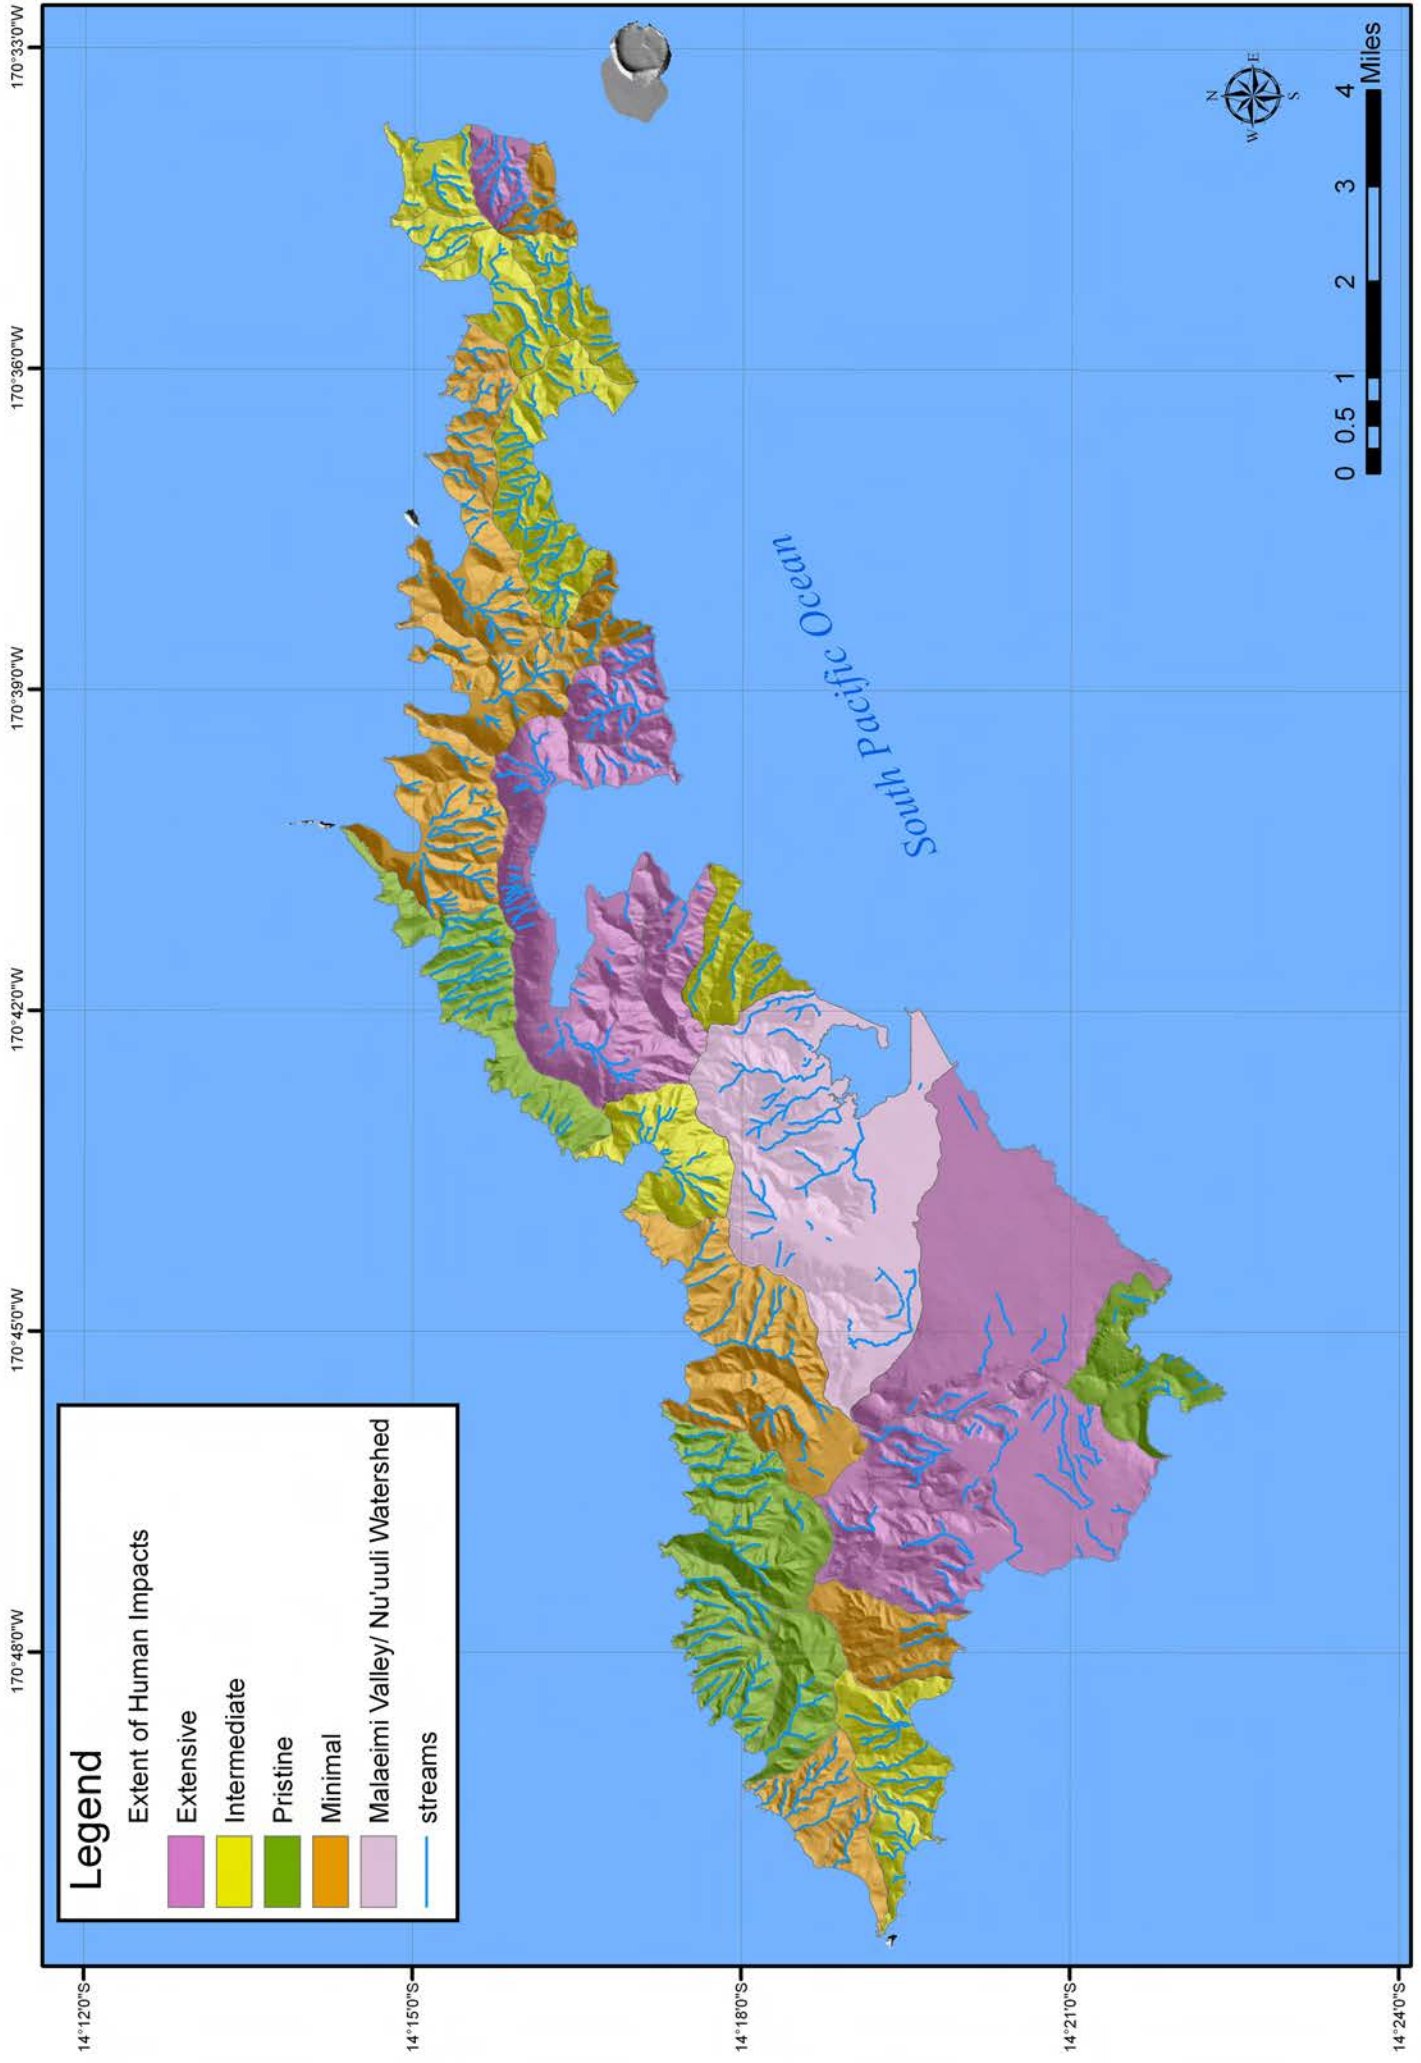 170°48'0"W
170°45'0"W
170°42'0"W
170°39'0"W
170°36'0"W
170°33'0"W
14°12'0"S
14°15'0"S
14°18'0"S
14°21'0"S
14°24'0"S
Legend
Extent of Human Impacts
Extensive
Intermediate
Pristine
Minimal
Malaeimi Valley/ Nu'uuli Watershed
streams
South Pacific Ocean
N
W
E
S
0 0.5 1 2 3 4
Miles